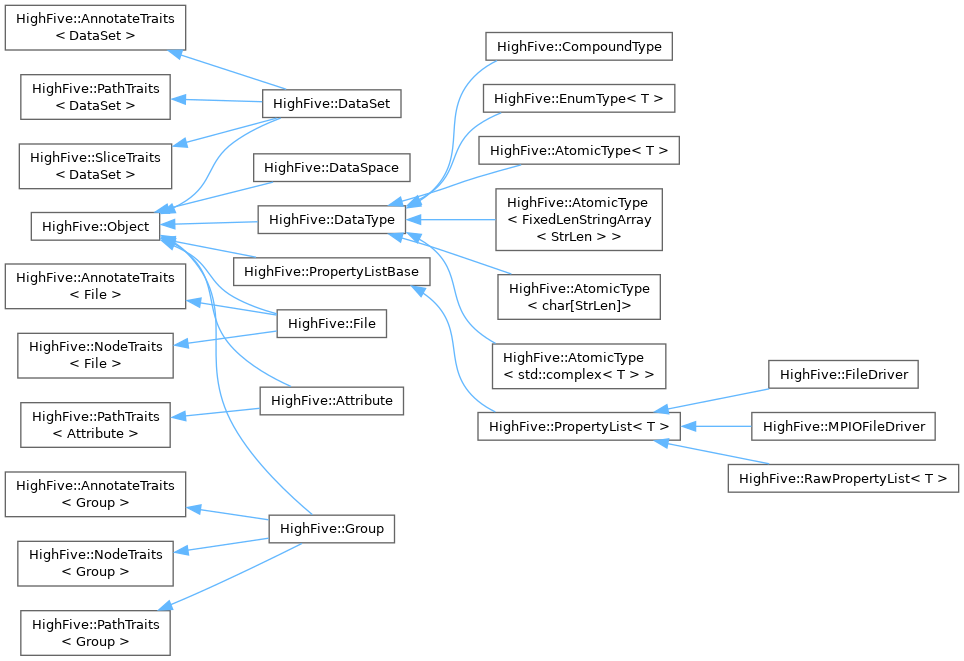 HighFive::AnnotateTraits
< DataSet >
HighFive::PathTraits
< DataSet >
HighFive::SliceTraits
< DataSet >
HighFive::Object
HighFive::AnnotateTraits
< File >
HighFive::NodeTraits
< File >
HighFive::PathTraits
< Attribute >
HighFive::AnnotateTraits
< Group >
HighFive::NodeTraits
< Group >
HighFive::PathTraits
< Group >
HighFive::DataSet
HighFive::DataSpace
HighFive::DataType
HighFive::PropertyListBase
HighFive::File
HighFive::Attribute
HighFive::Group
HighFive::CompoundType
HighFive::EnumType< T >
HighFive::AtomicType< T >
HighFive::AtomicType
< FixedLenStringArray
< StrLen > >
HighFive::AtomicType
< char[StrLen]>
HighFive::AtomicType
< std::complex< T > >
HighFive::PropertyList< T >
HighFive::FileDriver
HighFive::MPIOFileDriver
HighFive::RawPropertyList< T >